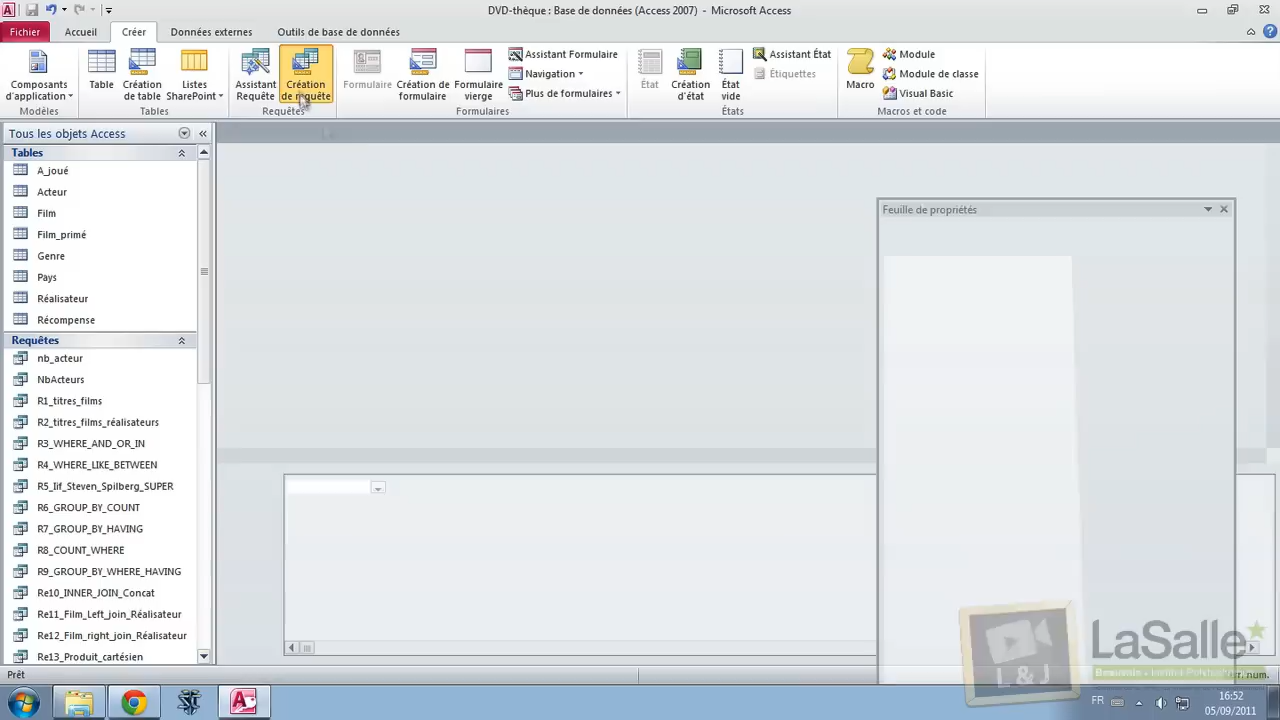 DVD-thèque : Base de données (Access 2007) - Microsoft Access
Fichier Accueil Créer Données externes Outils de base de données
Composants d'application
Modèles
Table
Création de table
Listes SharePoint
Tables
Assistant Requête
Création de requête
Requêtes
Formulaire
Création de formulaire
Formulaire vierge
Assistant Formulaire
Navigation
Plus de formulaires
Formulaires
État
Création d'état
État vide
Assistant État
Étiquettes
États
Macro
Module
Module de classe
Visual Basic
Macros et code
Tous les objets Access
Tables
A_joué
Acteur
Film
Film_primé
Genre
Pays
Réalisateur
Récompense
Requêtes
nb_acteur
NbActeurs
R1_titres_films
R2_titres_films_réalisateurs
R3_WHERE_AND_OR_IN
R4_WHERE_LIKE_BETWEEN
R5_Iif_Steven_Spilberg_SUPER
R6_GROUP_BY_COUNT
R7_GROUP_BY_HAVING
R8_COUNT_WHERE
R9_GROUP_BY_WHERE_HAVING
Re10_INNER_JOIN_Concat
Re11_Film_Left_join_Réalisateur
Re12_Film_right_join_Réalisateur
Re13_Produit_cartésien
Feuille de propriétés
L & J
LaSalle
Beauvais
num.
Prêt
FR
16:52
05/09/2011